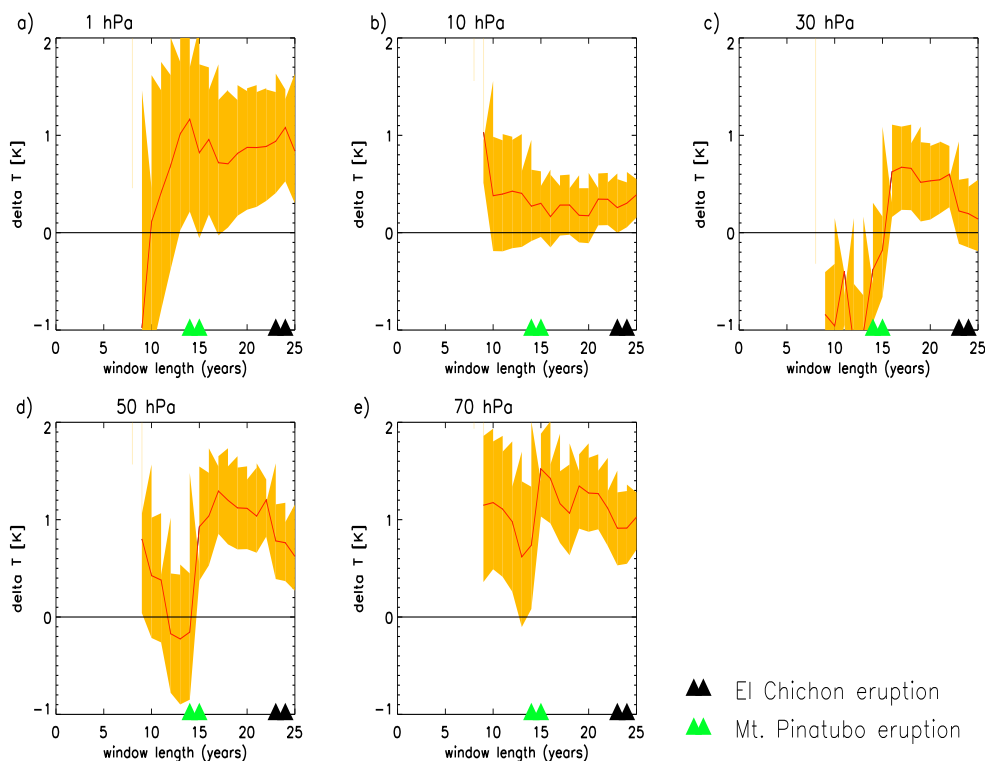 a) 1 hPa
delta T [K]
2
1
0
-1
0 5 10 15 20 25
window length (years)
b) 10 hPa
delta T [K]
2
1
0
-1
0 5 10 15 20 25
window length (years)
c) 30 hPa
delta T [K]
2
1
0
-1
0 5 10 15 20 25
window length (years)
d) 50 hPa
delta T [K]
2
1
0
-1
0 5 10 15 20 25
window length (years)
e) 70 hPa
delta T [K]
2
1
0
-1
0 5 10 15 20 25
window length (years)
El Chichon eruption
Mt. Pinatubo eruption